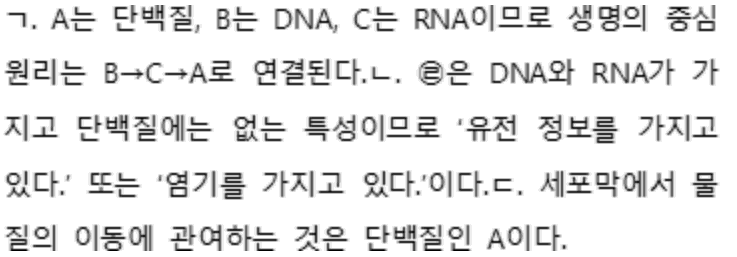 ㄱ. A는 단백질, B는 DNA, C는 RNA이므로 생명의 중심
원리는 B→C→A로 연결된다.ㄴ. ㉣은 DNA와 RNA가 가
지고 단백질에는 없는 특성이므로 ‘유전 정보를 가지고
있다.’ 또는 ‘염기를 가지고 있다.’이다.ㄷ. 세포막에서 물
질의 이동에 관여하는 것은 단백질인 A이다.